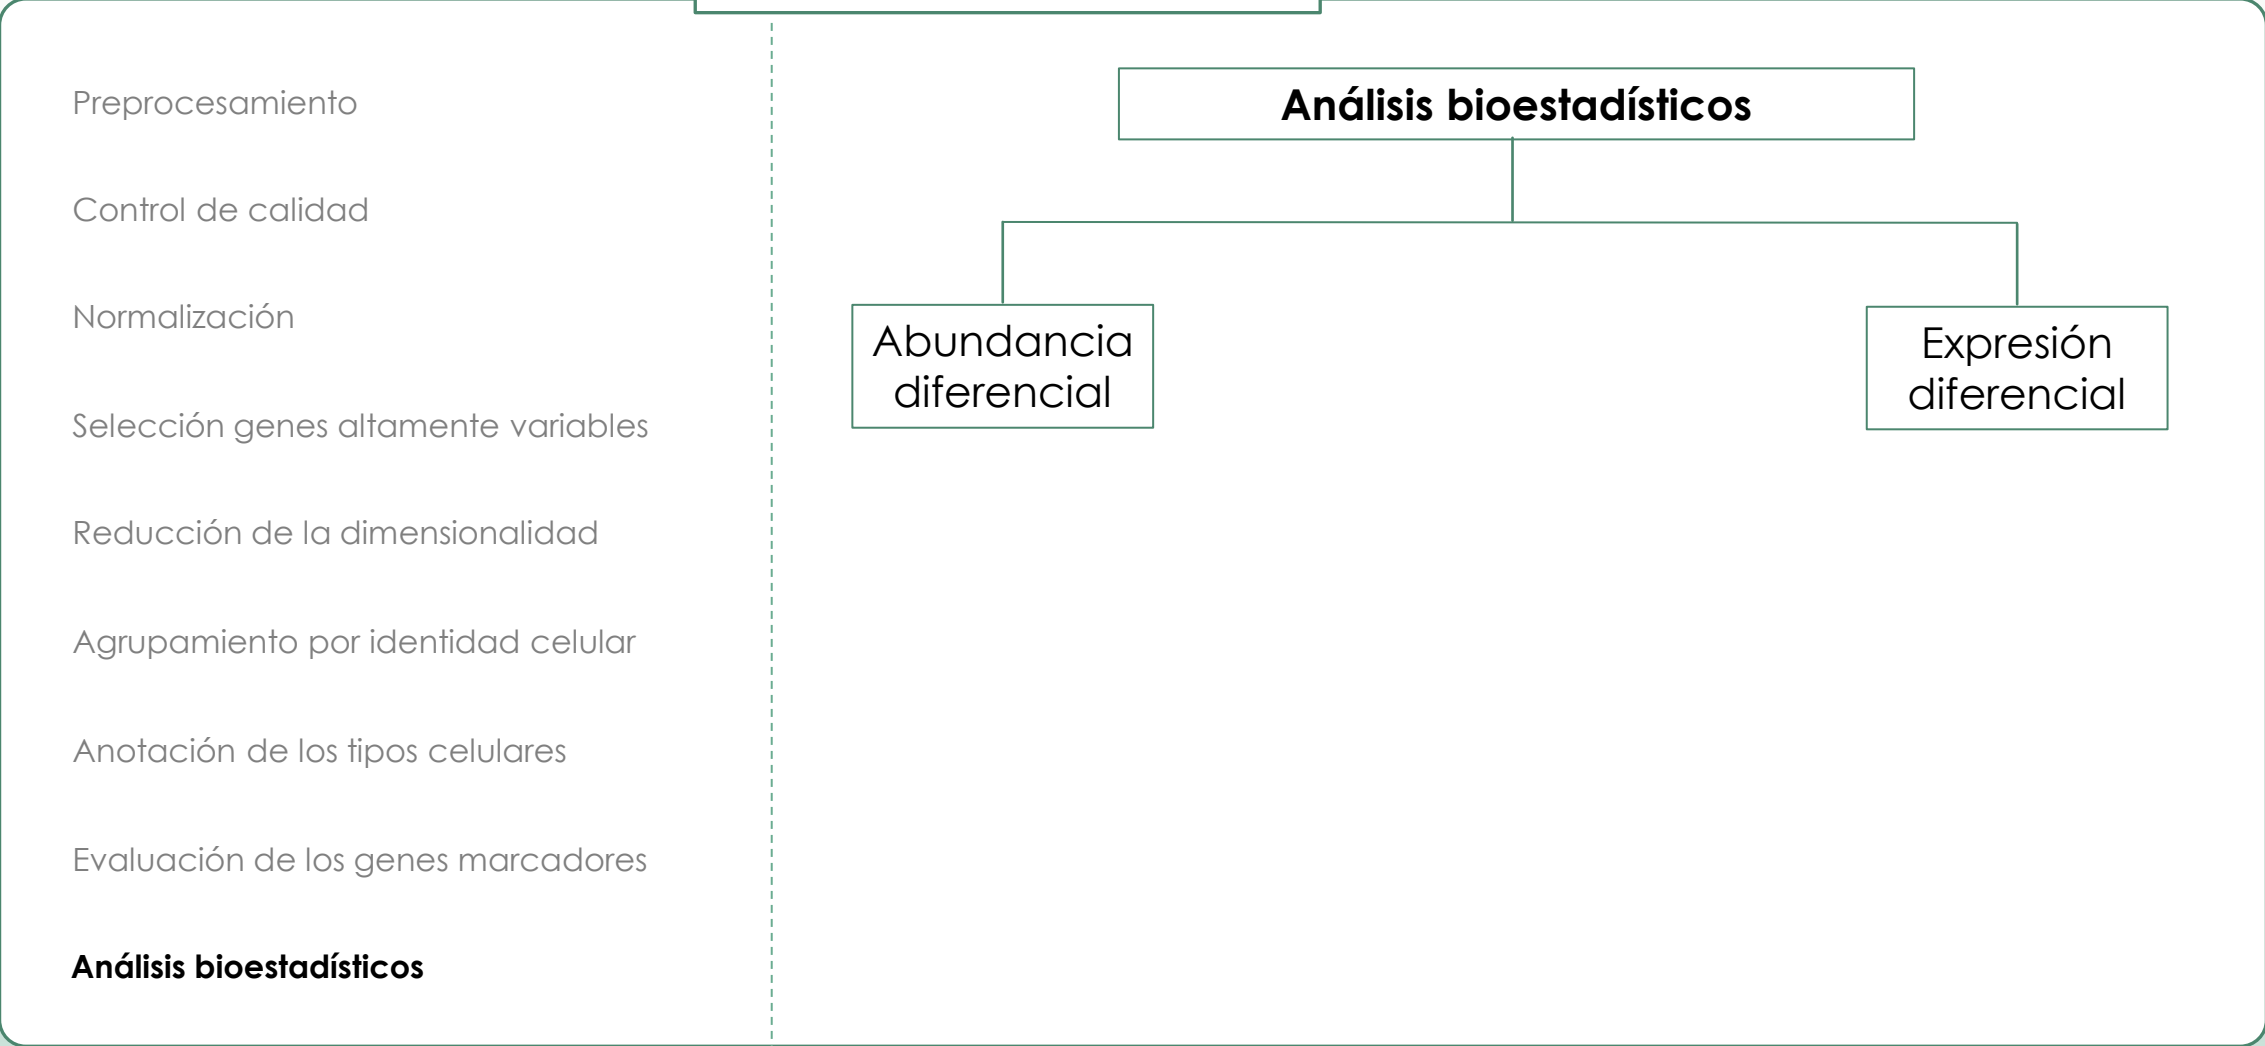 Preprocesamiento
Control de calidad
Normalización
Selección genes altamente variables
Reducción de la dimensionalidad
Agrupamiento por identidad celular
Anotación de los tipos celulares
Evaluación de los genes marcadores
Análisis bioestadísticos
Análisis bioestadísticos
Abundancia
diferencial
Expresión
diferencial